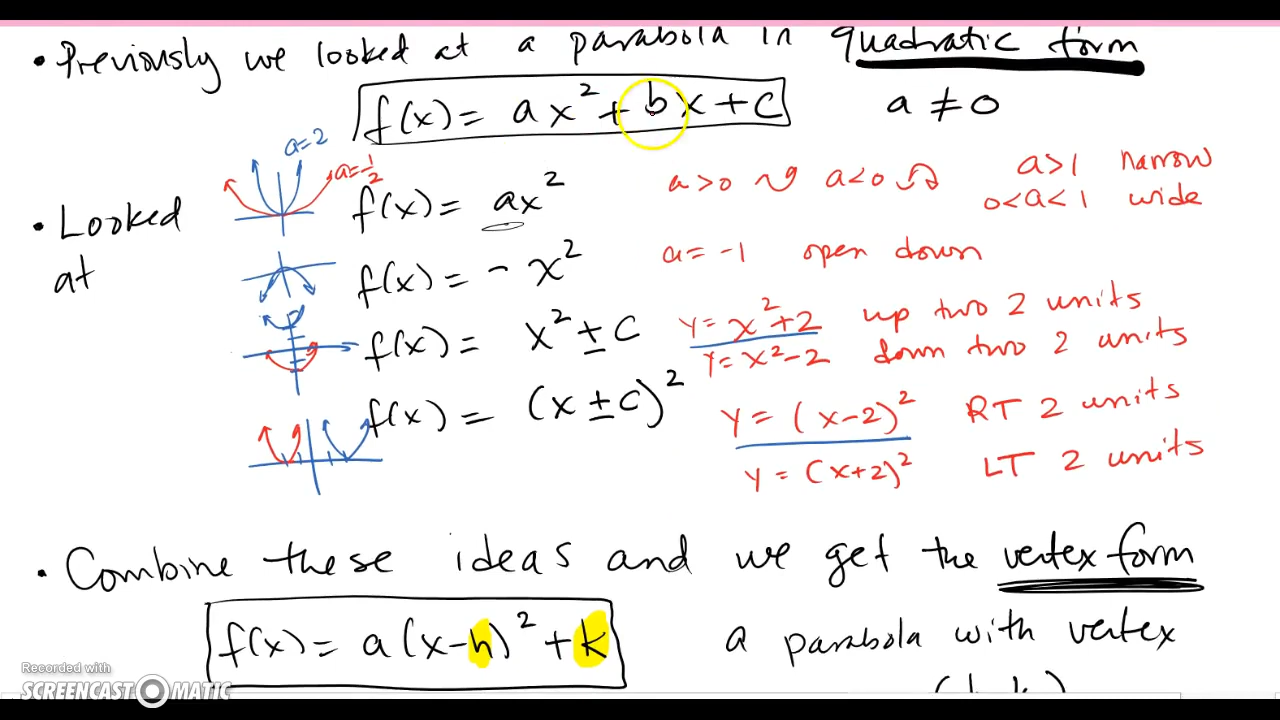 • Previously we looked at a parabola in quadratic form
f(x) = ax² + bx + c a ≠ 0
a=2
a=½
• Looked at
f(x) = ax² a>0 a<0 a>1 narrow
0<a<1 wide
f(x) = -x² a = -1 open down
f(x) = x² ± c y = x²+2 up two 2 units
y = x²-2 down two 2 units
f(x) = (x ± c)² y = (x-2)² RT 2 units
y = (x+2)² LT 2 units
• Combine these ideas and we get the vertex form
f(x) = a(x-h)² + k a parabola with vertex
(h, k)
Recorded with
SCREENCAST-O-MATIC